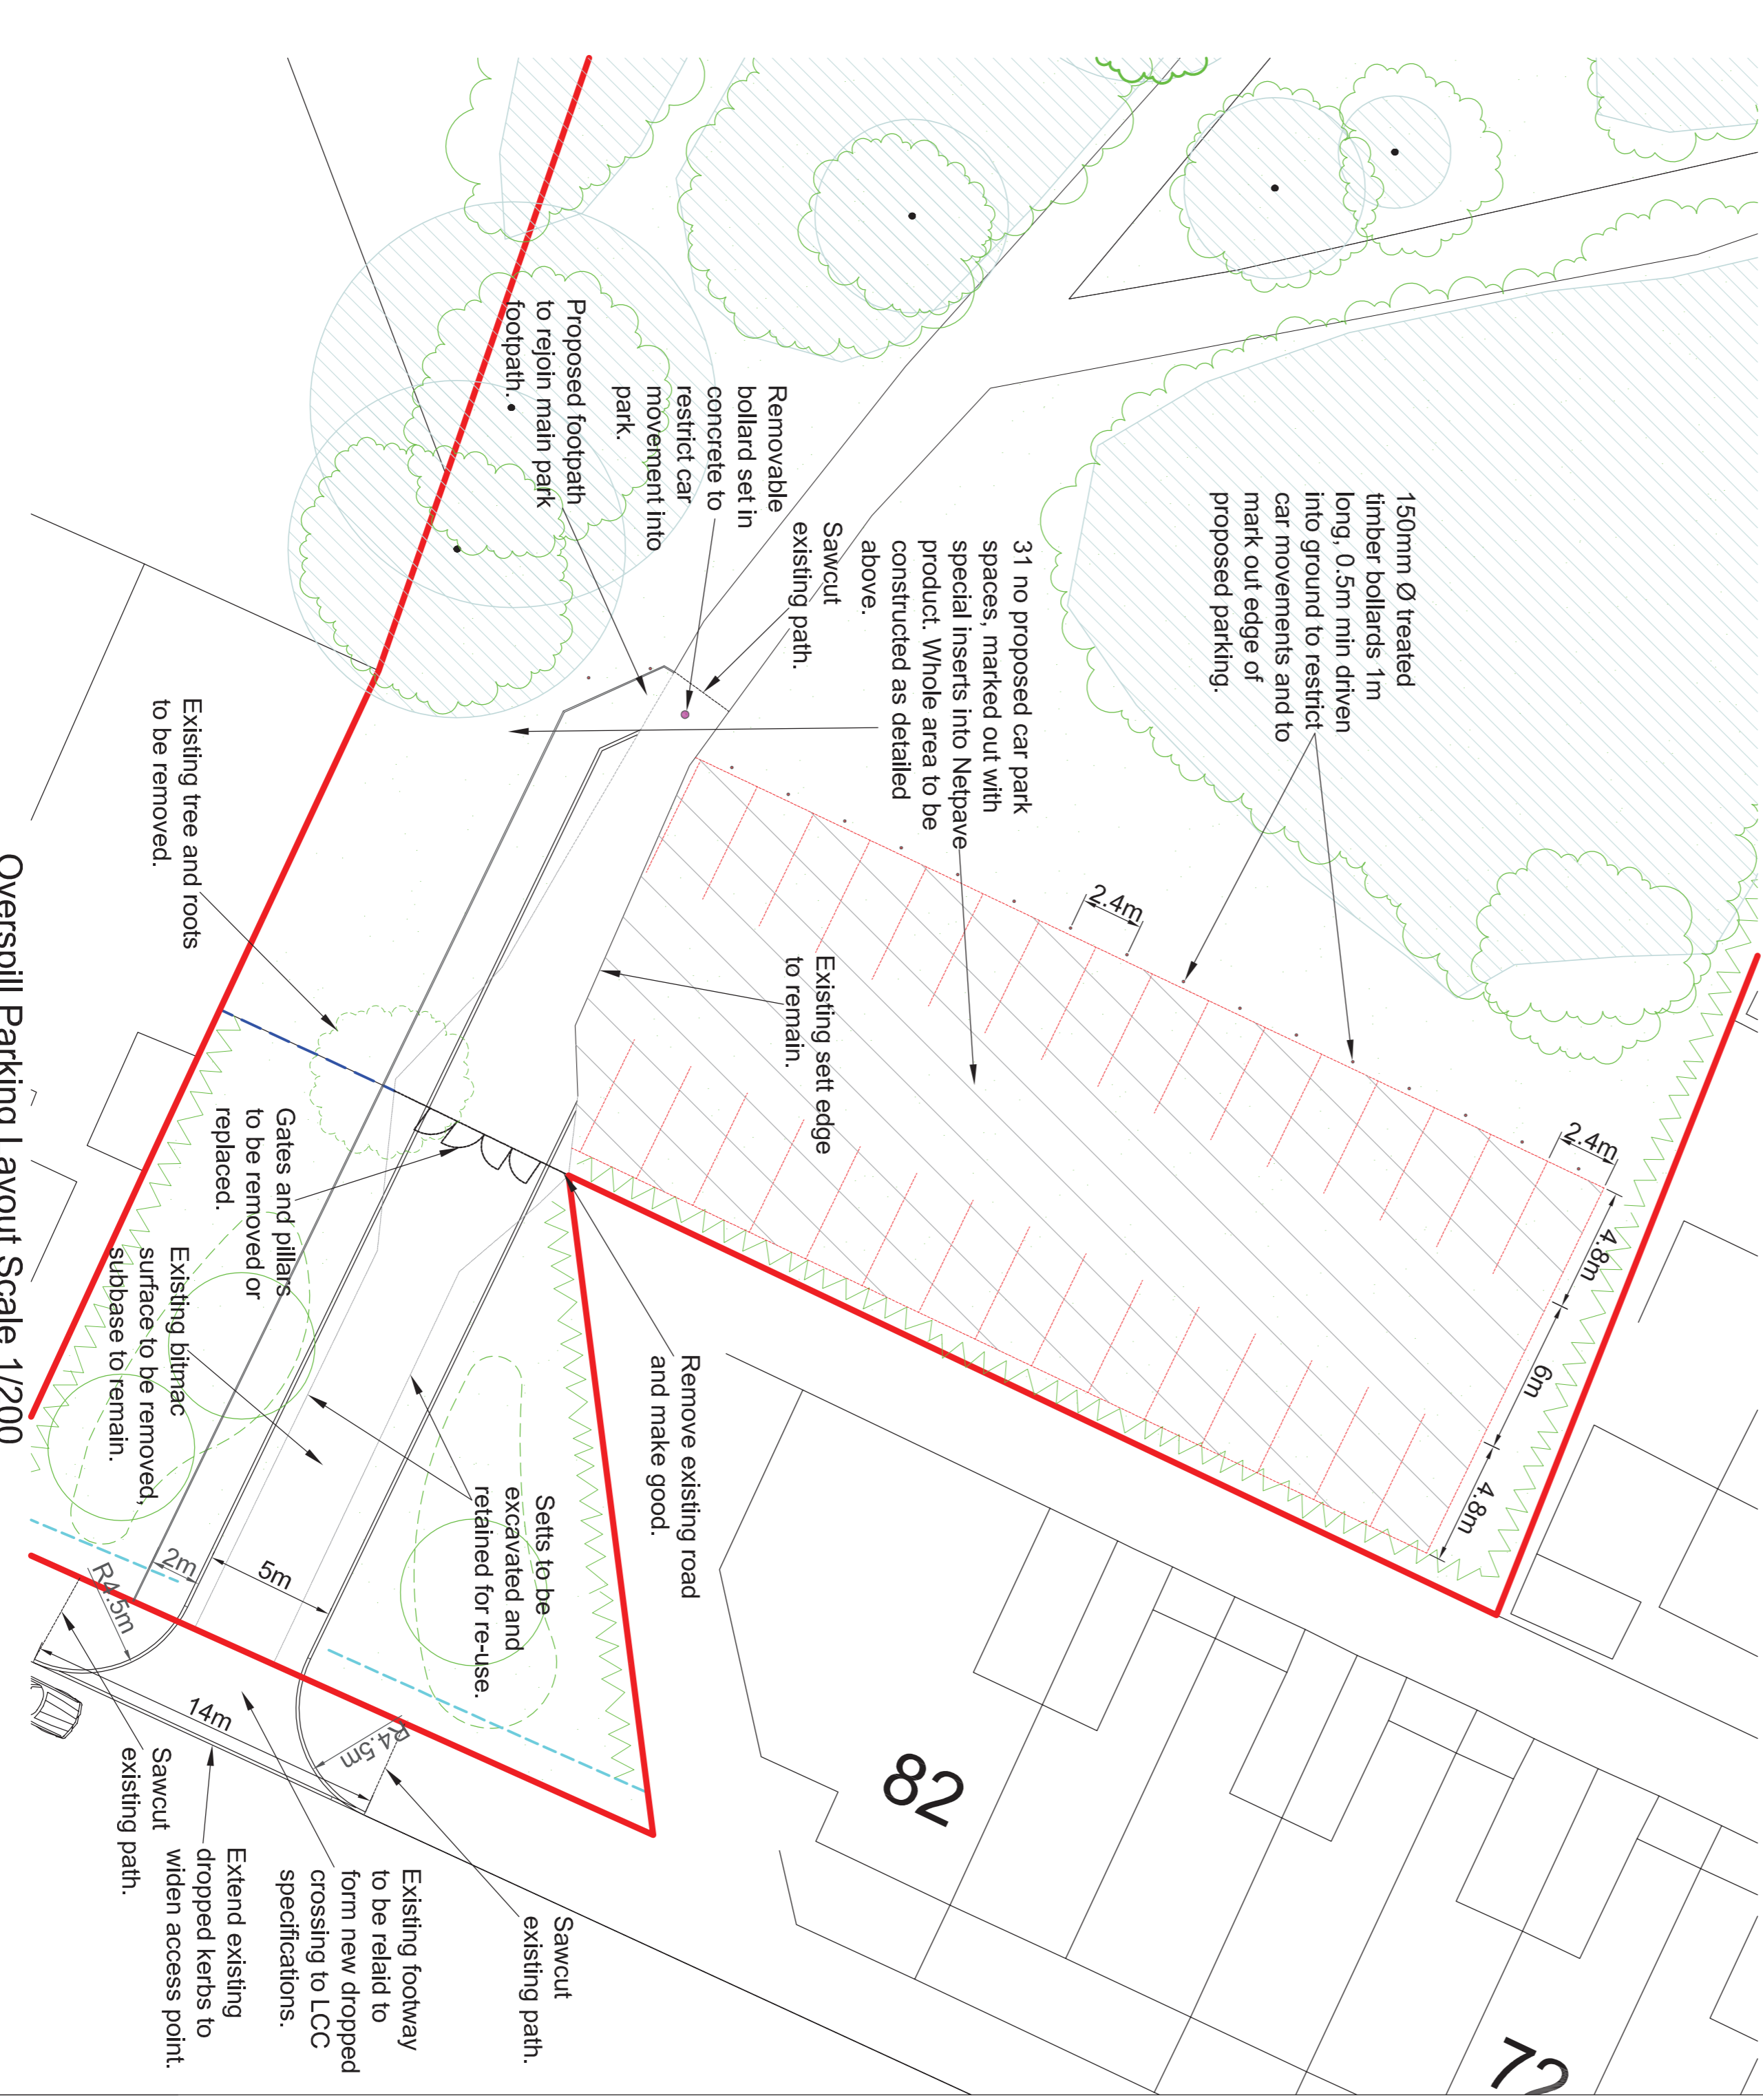 150mm Ø treated
timber bollards 1m
long, 0.5m min driven
into ground to restrict
car movements and to
mark out edge of
proposed parking.
31 no proposed car park
spaces, marked out with
special inserts into Netpave
product. Whole area to be
constructed as detailed
above.
Sawcut
existing path.
Removable
bollard set in
concrete to
restrict car
movement into
park.
Proposed footpath
to rejoin main park
footpath.
2.4m
2.4m
4.8m
6m
4.8m
Existing sett edge
to remain.
Existing tree and roots
to be removed.
Gates and pillars
to be removed or
replaced.
Existing bitmac
surface to be removed,
subbase to remain.
Remove existing road
and make good.
Setts to be
excavated and
retained for re-use.
2m
5m
R4.5m
14m
R4.5m
82
72
Sawcut
existing path.
Sawcut
existing path.
Existing footway
to be relaid to
form new dropped
crossing to LCC
specifications.
Extend existing
dropped kerbs to
widen access point.
Overspill Parking Layout Scale 1/200